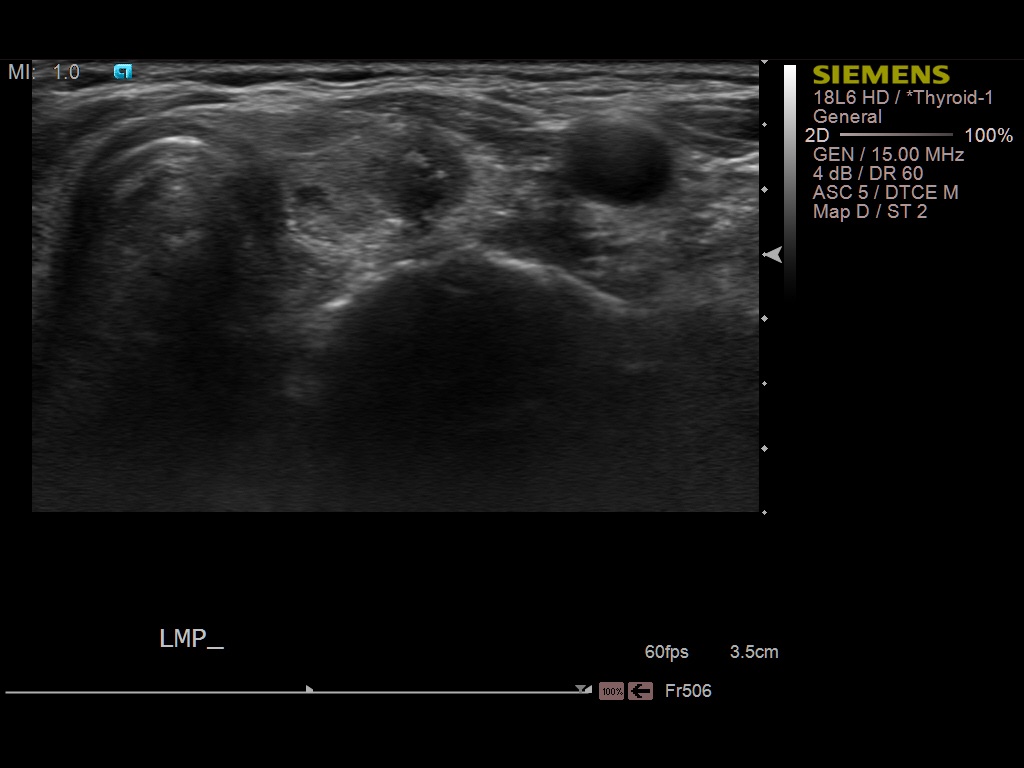 MI: 1.0
SIEMENS
18L6 HD / *Thyroid-1
General
2D 100%
GEN / 15.00 MHz
4 dB / DR 60
ASC 5 / DTCE M
Map D / ST 2
LMP_
60fps 3.5cm
100% Fr506